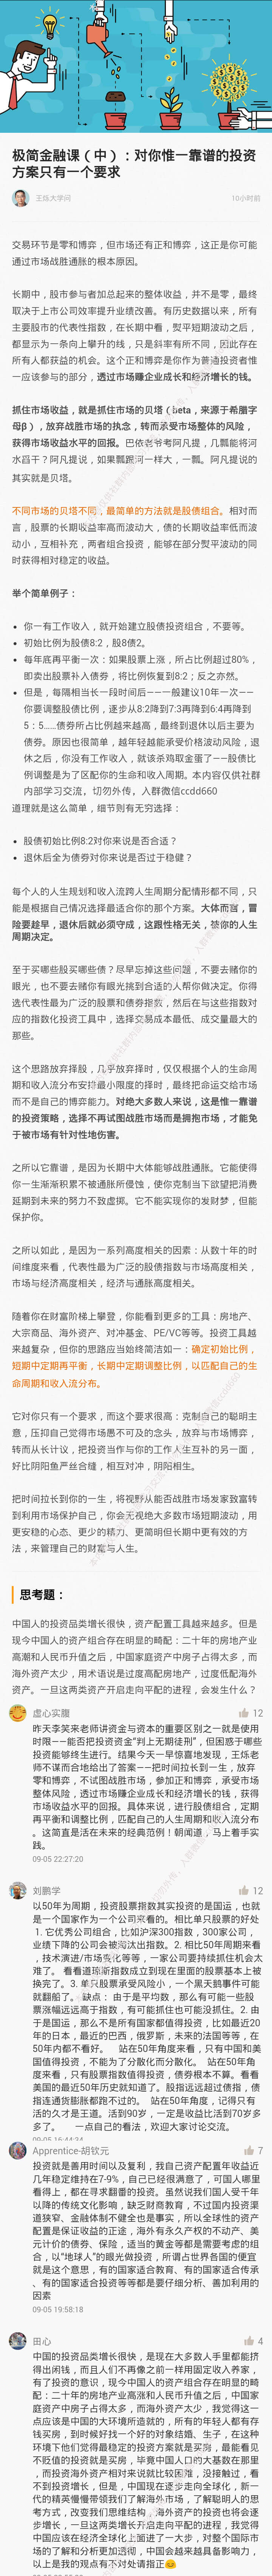 极简金融课（中）：对你惟一靠谱的投资
方案只有一个要求
王烁大学问
10小时前
交易环节是零和博弈，但市场还有正和博弈，这正是你可能
通过市场战胜通胀的根本原因。
长期中，股市参与者加总起来的整体收益，并不是零，最终
取决于上市公司效率提升业绩改善。有历史数据以来，所有
主要股市的代表性指数，在长期中看，熨平短期波动之后，
都显示为一条向上攀升的线，只是斜率有所不同，因此存在
所有人都获益的机会。这个正和博弈是你作为普通投资者惟
一应该参与的部分，透过市场赚企业成长和经济增长的钱。
抓住市场收益，就是抓住市场的贝塔（beta，来源于希腊字
母β），放弃战胜市场的执念，转而承受市场整体的风险，
获得市场收益水平的回报。巴依老爷考阿凡提，几瓢能将河
水舀干？阿凡提说，如果瓢跟河一样大，一瓢。阿凡提说的
其实就是贝塔。
不同市场的贝塔不同，最简单的方法就是股债组合。相对而
言，股票的长期收益率高而波动大，债的长期收益率低而波
动小，互相补充，两者组合投资，能够在部分熨平波动的同
时获得相对稳定的收益。
举个简单例子：
你一有工作收入，就开始建立股债投资组合，不要等。
初始比例为股债8:2，股8债2。
每年底再平衡一次：如果股票上涨，所占比例超过80%，
即卖出股票补入债券，将比例恢复到8:2；反之亦然。
但是，每隔相当长一段时间后——一般建议10年一次——
你要调整股债比例，逐步从8:2降到7:3再降到6:4再降到
5：5……债券所占比例越来越高，最终到退休以后主要为
债券。原因也很简单，越年轻越能承受价格波动风险，退
休之后，你没有工作收入，就该杀鸡取金蛋了——股债比
例调整是为了匹配你的生命和收入周期。本内容仅供社群
内部学习交流，切勿外传，入群微信ccdd660
道理就是这么简单，细节则有无穷选择：
股债初始比例8:2对你来说是否合适？
退休后全为债券对你来说是否过于稳健？
每个人的人生规划和收入流跨人生周期分配情形都不同，只
能是根据自己情况选择最适合你的那个方案。大体而言，冒
险要趁早，退休后就必须守成，这跟性格无关，被你的人生
周期决定。
至于买哪些股买哪些债？尽早忘掉这些问题，不要去赌你的
眼光，也不要去赌你有眼光挑到合适的人帮你做决定。你得
选代表性最为广泛的股票和债券指数，然后在与这些指数对
应的指数化投资工具中，选择交易成本最低、成交量最大的
那些。
这个思路放弃择股，几乎放弃择时，仅仅根据个人的生命周
期和收入流分布安排最小限度的择时，最终把命运交给市场
而不是自己的博弈能力。对绝大多数人来说，这是惟一靠谱
的投资策略，选择不再试图战胜市场而是拥抱市场，才能免
于被市场有针对性地伤害。
之所以它靠谱，是因为长期中大体能够战胜通胀。它能使得
你一生渐渐积累不被通胀所侵蚀，使你克制当下欲望把消费
延期到未来的努力不致虚掷。它不能实现你的发财梦，但能
保护你。
之所以如此，是因为一系列高度相关的因素：从数十年的时
间维度来看，代表性最为广泛的股债指数与市场高度相关，
市场与经济高度相关，经济与通胀高度相关。
随着你在财富阶梯上攀登，你能看到更多的工具：房地产、
大宗商品、海外资产、对冲基金、PE/VC等等。投资工具越
来越复杂，但你的思路应当始终简洁如一：确定初始比例，
短期中定期再平衡，长期中定期调整比例，以匹配自己的生
命周期和收入流分布。
它对你只有一个要求，而这个要求很高：克制自己的聪明主
意，压抑自己觉得市场愚不可及的念头，放弃与市场博弈，
转而从长计议，把投资当作与你的工作人生互补的另一面，
好比阴阳鱼严丝合缝，相互对冲，阴阳相生。
把时间拉长到你的一生，将视野从能否战胜市场发家致富转
到利用市场保护自己，你会无视绝大多数市场短期波动，用
更安稳的心态、更少的精力、更简明但长期中更有效的方
法，来管理自己的财富与人生。
思考题：
中国人的投资品类增长很快，资产配置工具越来越多。但是
现今中国人的资产组合存在明显的畸配：二十年的房地产业
高潮和人民币升值之后，中国家庭资产中房子占得太多，而
海外资产太少，用术语说是过度高配房地产，过度低配海外
资产。一旦这两类资产开启走向平配的进程，会发生什么？
虚心实腹
12
昨天李笑来老师讲资金与资本的重要区别之一就是使用
时限——能否把投资资金“判上无期徒刑”，但困惑于哪些
投资能够终生进行。结果今天一早惊喜地发现，王烁老
师不谋而合地给出了答案——把时间拉长到一生，放弃
零和博弈，不试图战胜市场，参加正和博弈，承受市场
整体风险，透过市场赚企业成长和经济增长的钱，获得
市场收益水平的回报。具体来说，进行股债组合，定期
再平衡和调整比例，匹配自己的人生周期和收入流分布
。这简直是活在未来的经典范例！朝闻道，马上着手实
践。
09-05 22:27:20
刘鹏学
12
以50年为周期，投资股票指数其实投资的是国运，也就
是一个国家作为一个公司来看的。相比单只股票的好处
1. 它优秀公司组合，比如沪深300指数，300家公司，
业绩下降的公司会被淘汰出指数。2. 相比50年周期来看
，技术演进/市场变化等等，一家公司要持续抓住机会太
难了。 看看道琼斯指数成立到现在里面的股票基本上被
换完了。3. 单只股票承受风险小，一个黑天鹅事件可能
就翻船了。 缺点： 由于是平均数，那么有可能一些股
票涨幅远远高于指数，有可能抓住也可能没抓住。2. 由
于是国运，那么不是所有国家都值得投资，比如最近20
年的日本，最近的巴西，俄罗斯，未来的法国等等，在
50年内都不看好。 站在50年角度来看，只有中国和美
国值得投资，不能为了分散化而分散化。 站在50年角
度来看，只有股票指数值得投资，债券根本不算。看看
美国的最近50年历史就知道了。股指远远超过债指，债
指连通货膨胀都跑不过的。 站在50年角度，记得只有
活的久才是王道。活到90岁，一定是收益比活到70岁多
多了。 一点自己的看法，欢迎大家讨论交流。
09-05 16:44:34
Apprentice-胡钦元
7
投资就是善用时间以及复利，我自己资产配置年收益近
几年稳定维持在7-9%，自己已经很满意了，可国人哪里
看得上，都在寻求翻番的投资。虽然说我们国人受千年
以降的传统文化影响，缺乏财商教育，不过国内投资渠
道狭窄、金融体制不健全也是事实，所以全球性的资产
配置是保证收益的正途，海外有永久产权的不动产、美
元计价的债券、保险，适当的黄金等都是需要考虑的组
合，以“地球人”的眼光做投资，所谓占世界各国的便宜
就是这个意思，有的国家适合教育、有的国家适合传承
、有的国家适合投资等等都是要仔细分析、善加利用的
因素
09-05 19:58:18
田心
4
中国的投资品类增长很快，是现在大多数人手里都能挤
得出闲钱，而且人们不再像之前一样用固定收入养家，
有了投资的意识，现今中国人的资产组合存在明显的畸
配：二十年的房地产业高涨和人民币升值之后，中国家
庭资产中房子占得太多，而海外资产太少，我觉得这一
点应该是中国的大环境所造就的，所有的年轻人都有存
钱买房，到时候好找一个好的对象结婚、生子，在这种
环境下他们觉得最稳定的投资方案就是买房，最能看见
不贬值的投资就是买房，毕竟中国人口的大基数在那里
，而投资海外资产相对来说就比较困难，没接触过，看
不到投资增长，但是，中国现在逐步走向全球化，新一
代的精英慢慢带领我们了解海外市场，了解聪明人的思
考方式，改变我们思维结构，海外资产的投资也将会逐
步增长，一旦这两类增长开启走向平配的进程，我觉得
中国应该在经济全球化上面进了一大步，对整个国际市
场的了解和分析更加透彻，中国会越来越具备影响力，
以上是我的观点有不对处请指正😊